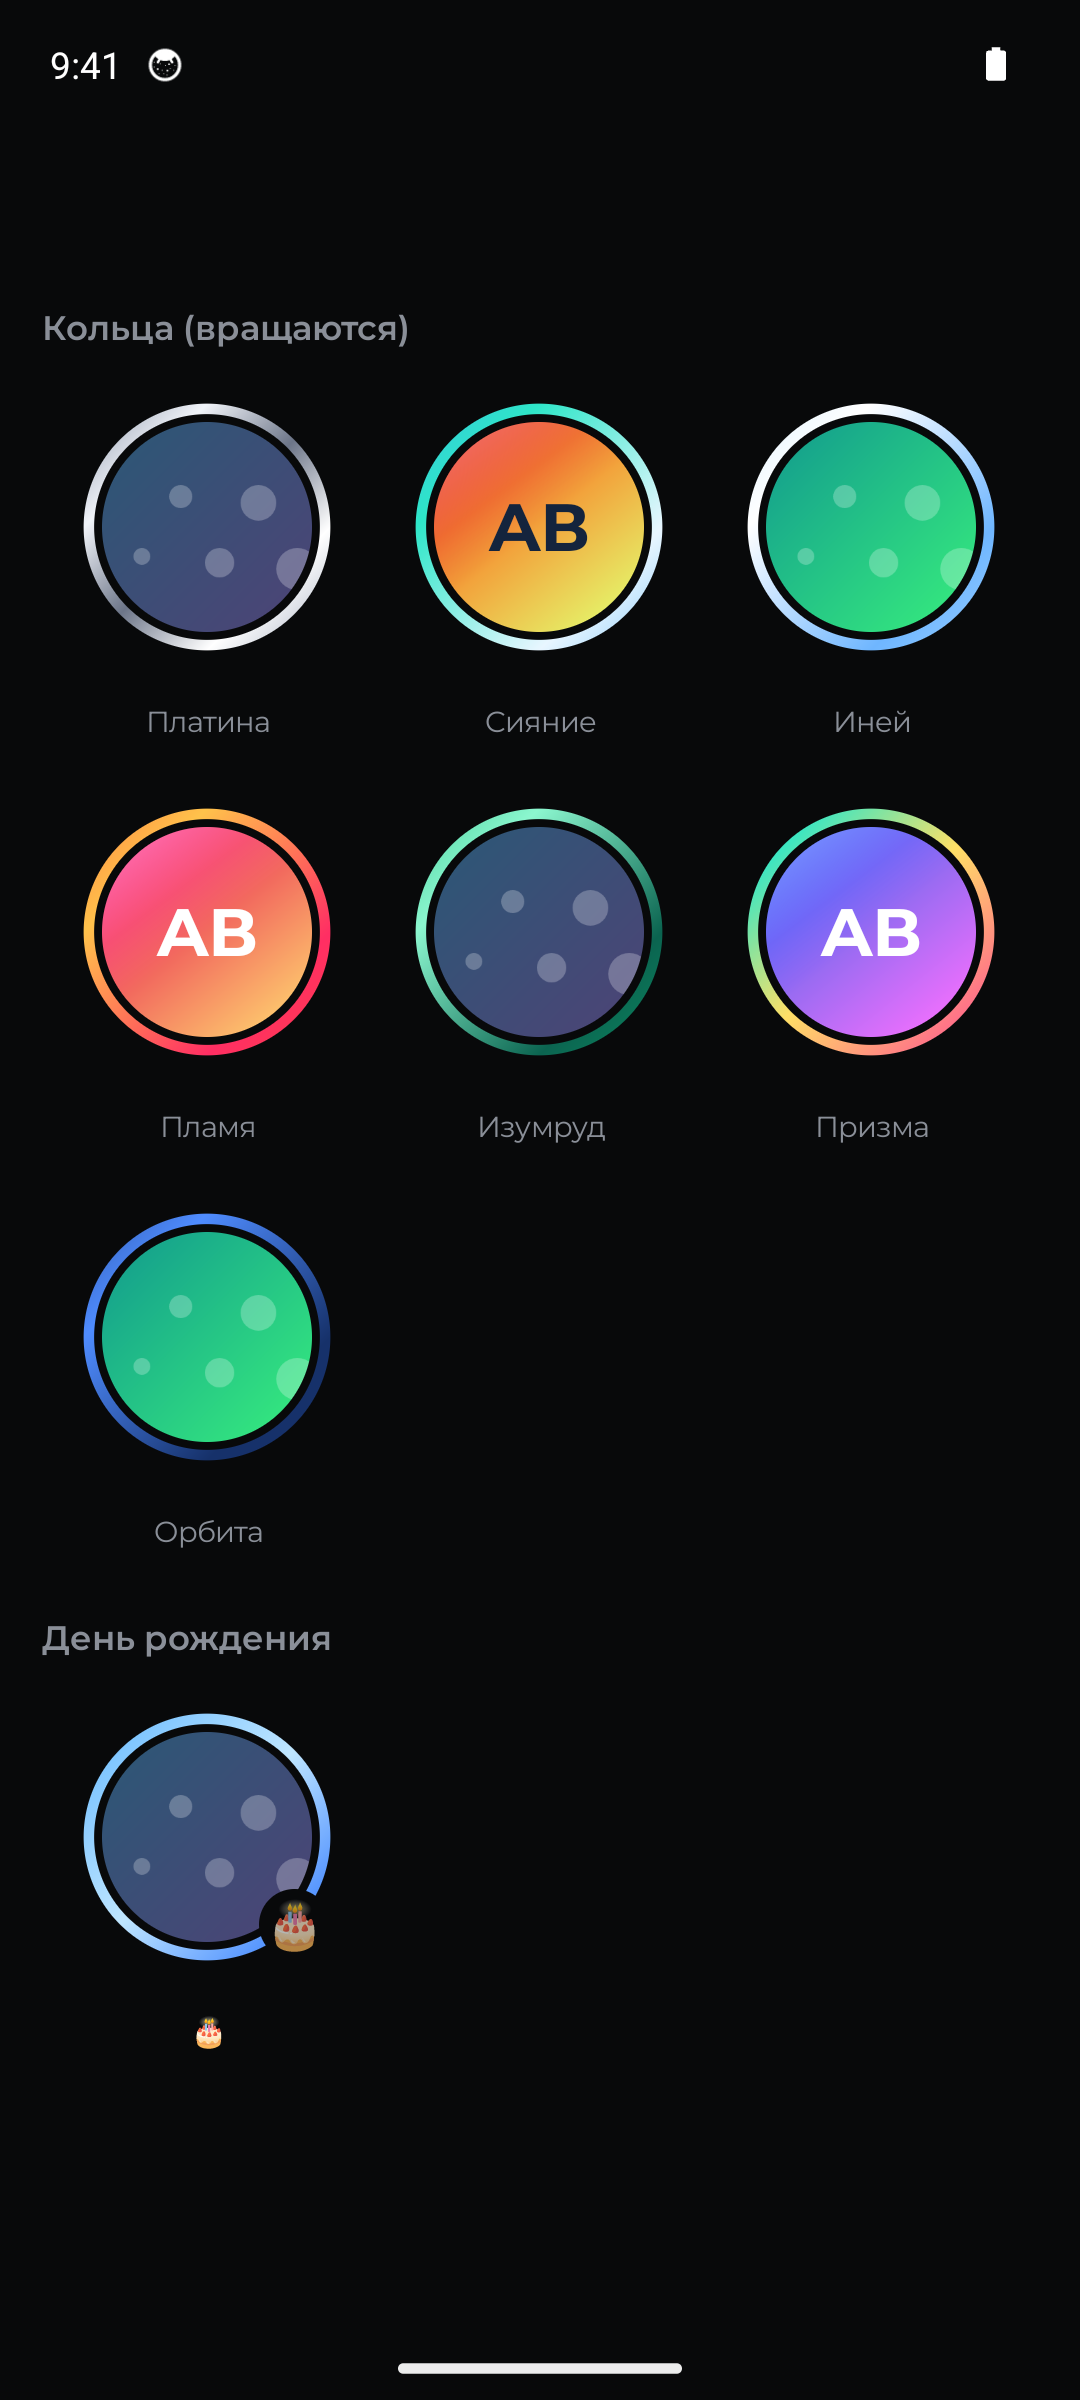 9:41
Кольца (вращаются)
AB
Платина Сияние Иней
AB AB
Пламя Изумруд Призма
Орбита
День рождения
🎂